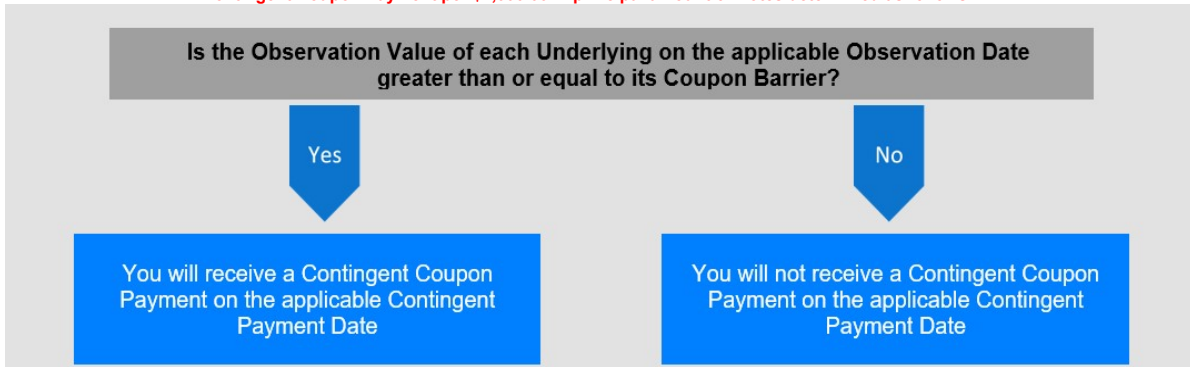 Is the Observation Value of each Underlying on the applicable Observation Date
greater than or equal to its Coupon Barrier?
Yes
No
You will receive a Contingent Coupon
Payment on the applicable Contingent
Payment Date
You will not receive a Contingent Coupon
Payment on the applicable Contingent
Payment Date